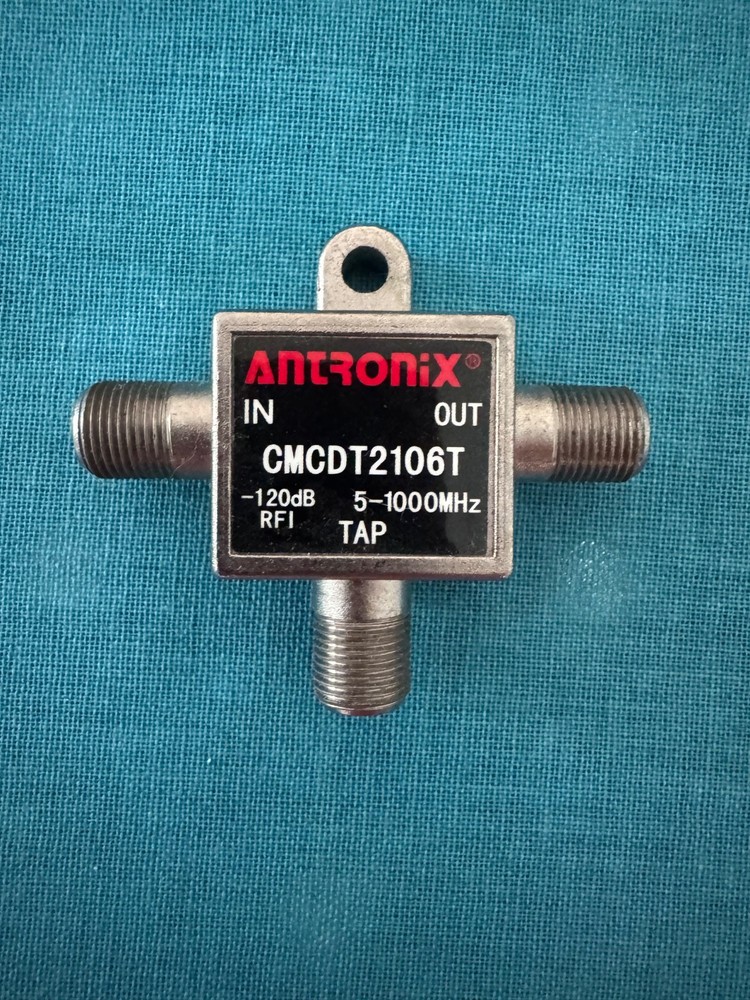 ANTRONIX®
IN OUT
CMCDT2106T
-120dB 5-1000MHz
RFI
TAP